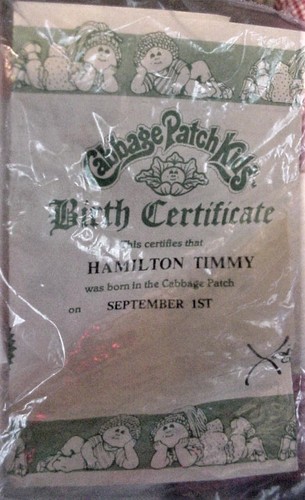 Cabbage Patch Kids
Birth Certificate
This certifies that
HAMILTON TIMMY
was born in the Cabbage Patch
on SEPTEMBER 1ST